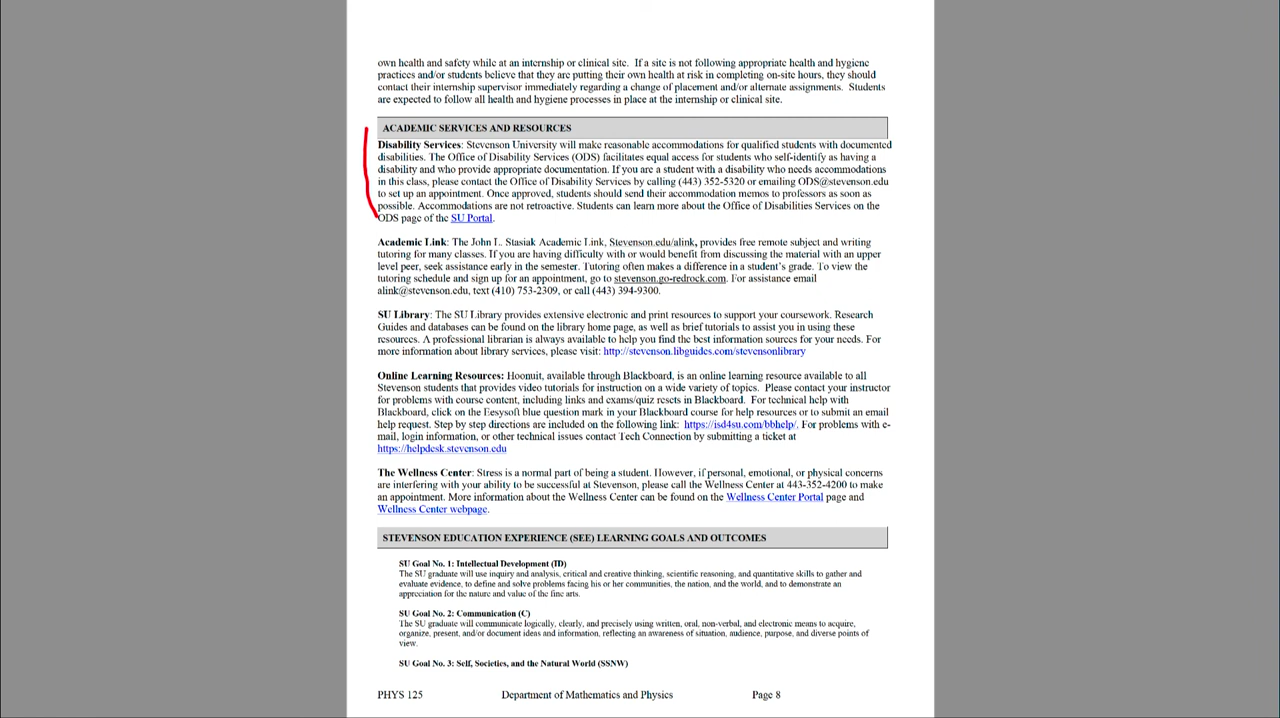 own health and safety while at an internship or clinical site.  If a site is not following appropriate health and hygiene
practices and/or students believe that they are putting their own health at risk in completing on-site hours, they should
contact their internship supervisor immediately regarding a change of placement and/or alternate assignments.  Students
are expected to follow all health and hygiene processes in place at the internship or clinical site.
ACADEMIC SERVICES AND RESOURCES
Disability Services: Stevenson University will make reasonable accommodations for qualified students with documented
disabilities. The Office of Disability Services (ODS) facilitates equal access for students who self-identify as having a
disability and who provide appropriate documentation. If you are a student with a disability who needs accommodations
in this class, please contact the Office of Disability Services by calling (443) 352-5320 or emailing ODS@stevenson.edu
to set up an appointment. Once approved, students should send their accommodation memos to professors as soon as
possible. Accommodations are not retroactive. Students can learn more about the Office of Disabilities Services on the
ODS page of the SU Portal.
Academic Link: The John L. Stasiak Academic Link, Stevenson.edu/alink, provides free remote subject and writing
tutoring for many classes. If you are having difficulty with or would benefit from discussing the material with an upper
level peer, seek assistance early in the semester. Tutoring often makes a difference in a student's grade. To view the
tutoring schedule and sign up for an appointment, go to stevenson.go-redrock.com. For assistance email
alink@stevenson.edu, text (410) 753-2309, or call (443) 394-9300.
SU Library: The SU Library provides extensive electronic and print resources to support your coursework. Research
Guides and databases can be found on the library home page, as well as brief tutorials to assist you in using these
resources. A professional librarian is always available to help you find the best information sources for your needs. For
more information about library services, please visit: http://stevenson.libguides.com/stevensonlibrary
Online Learning Resources: Hoonuit, available through Blackboard, is an online learning resource available to all
Stevenson students that provides video tutorials for instruction on a wide variety of topics.  Please contact your instructor
for problems with course content, including links and exams/quiz resets in Blackboard.  For technical help with
Blackboard, click on the Eesysoft blue question mark in your Blackboard course for help resources or to submit an email
help request. Step by step directions are included on the following link:  https://isd4su.com/bbhelp/. For problems with e-
mail, login information, or other technical issues contact Tech Connection by submitting a ticket at
https://helpdesk.stevenson.edu
The Wellness Center: Stress is a normal part of being a student. However, if personal, emotional, or physical concerns
are interfering with your ability to be successful at Stevenson, please call the Wellness Center at 443-352-4200 to make
an appointment. More information about the Wellness Center can be found on the Wellness Center Portal page and
Wellness Center webpage.
STEVENSON EDUCATION EXPERIENCE (SEE) LEARNING GOALS AND OUTCOMES
SU Goal No. 1: Intellectual Development (ID)
The SU graduate will use inquiry and analysis, critical and creative thinking, scientific reasoning, and quantitative skills to gather and
evaluate evidence, to define and solve problems facing his or her communities, the nation, and the world, and to demonstrate an
appreciation for the nature and value of the fine arts.
SU Goal No. 2: Communication (C)
The SU graduate will communicate logically, clearly, and precisely using written, oral, non-verbal, and electronic means to acquire,
organize, present, and/or document ideas and information, reflecting an awareness of situation, audience, purpose, and diverse points of
view.
SU Goal No. 3: Self, Societies, and the Natural World (SSNW)
PHYS 125 Department of Mathematics and Physics Page 8